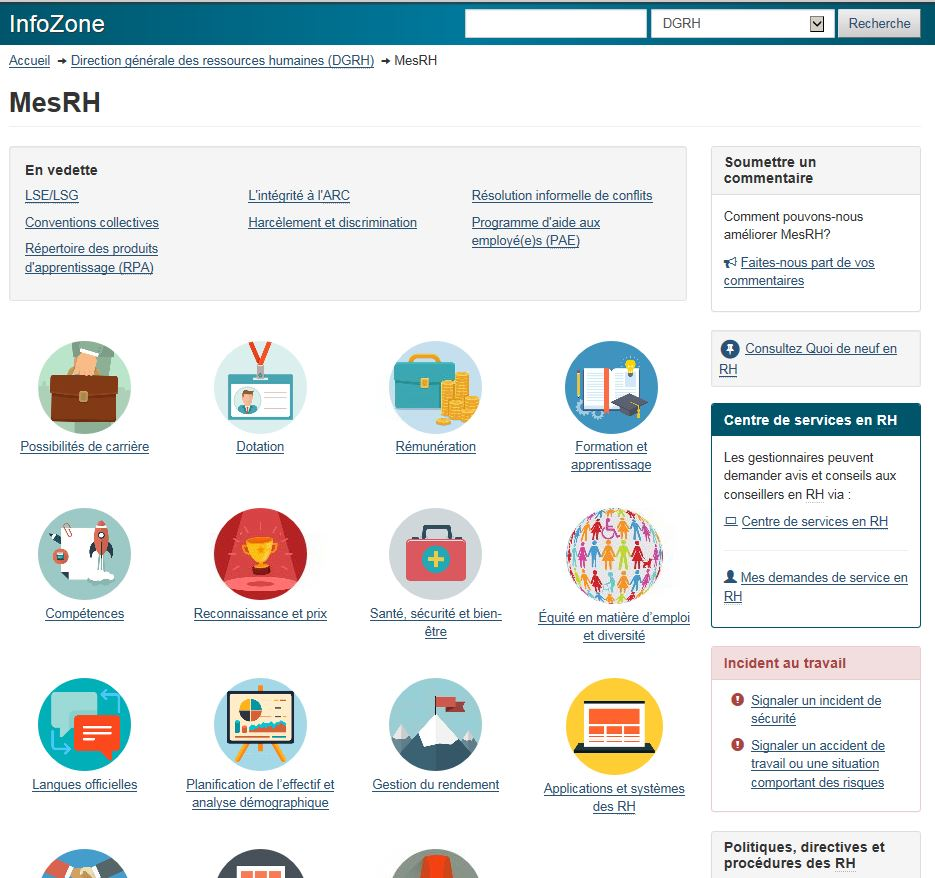 InfoZone
DGRH
Recherche
Accueil → Direction générale des ressources humaines (DGRH) → MesRH
MesRH
En vedette
LSE/LSG
Conventions collectives
Répertoire des produits
d'apprentissage (RPA)
L'intégrité à l'ARC
Harcèlement et discrimination
Résolution informelle de conflits
Programme d'aide aux
employé(e)s (PAE)
Possibilités de carrière
Dotation
Rémunération
Formation et
apprentissage
Compétences
Reconnaissance et prix
Santé, sécurité et bien-
être
Équité en matière d'emploi
et diversité
Langues officielles
Planification de l'effectif et
analyse démographique
Gestion du rendement
Applications et systèmes
des RH
Soumettre un
commentaire
Comment pouvons-nous
améliorer MesRH?
Faites-nous part de vos
commentaires
Consultez Quoi de neuf en
RH
Centre de services en RH
Les gestionnaires peuvent
demander avis et conseils aux
conseillers en RH via :
Centre de services en RH
Mes demandes de service en
RH
Incident au travail
Signaler un incident de
sécurité
Signaler un accident de
travail ou une situation
comportant des risques
Politiques, directives et
procédures des RH